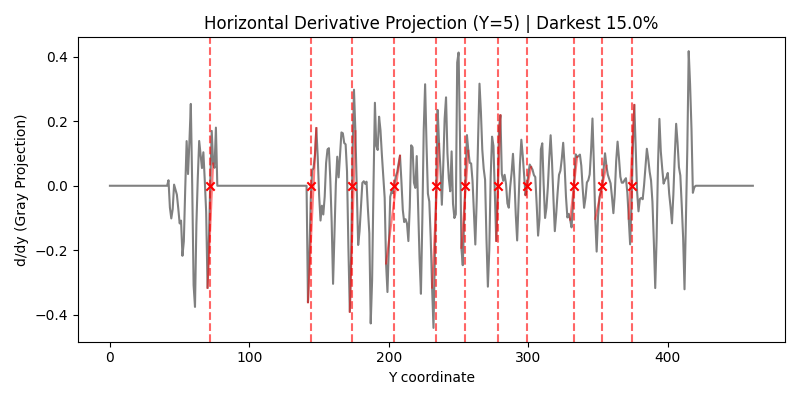 Horizontal Derivative Projection (Y=5) | Darkest 15.0%
d/dy (Gray Projection)
0.4
0.2
0.0
−0.2
−0.4
0 100 200 300 400
Y coordinate